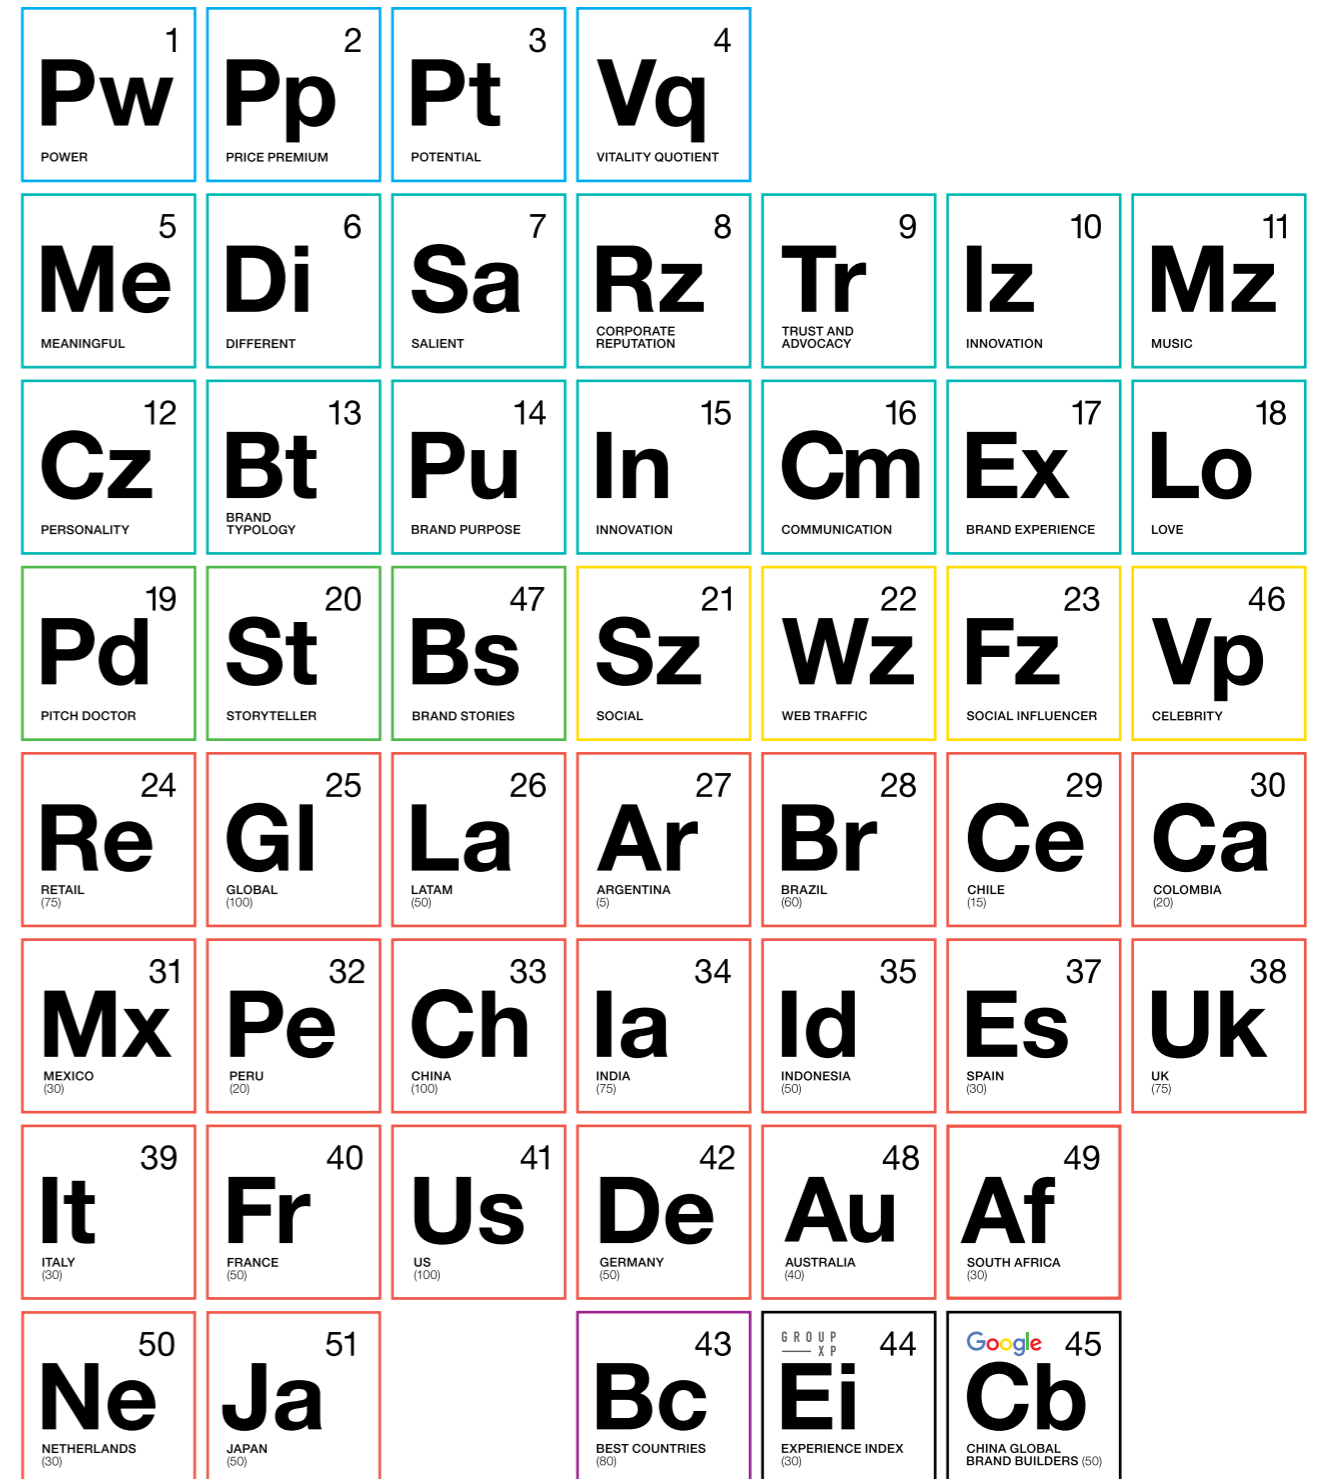 1
Pw
POWER
2
Pp
PRICE PREMIUM
3
Pt
POTENTIAL
4
Vq
VITALITY QUOTIENT
5
Me
MEANINGFUL
6
Di
DIFFERENT
7
Sa
SALIENT
8
Rz
CORPORATE
REPUTATION
9
Tr
TRUST AND
ADVOCACY
10
Iz
INNOVATION
11
Mz
MUSIC
12
Cz
PERSONALITY
13
Bt
BRAND
TYPOLOGY
14
Pu
BRAND PURPOSE
15
In
INNOVATION
16
Cm
COMMUNICATION
17
Ex
BRAND EXPERIENCE
18
Lo
LOVE
19
Pd
PITCH DOCTOR
20
St
STORYTELLER
47
Bs
BRAND STORIES
21
Sz
SOCIAL
22
Wz
WEB TRAFFIC
23
Fz
SOCIAL INFLUENCER
46
Vp
CELEBRITY
24
Re
RETAIL
(75)
25
Gl
GLOBAL
(100)
26
La
LATAM
(50)
27
Ar
ARGENTINA
(5)
28
Br
BRAZIL
(60)
29
Ce
CHILE
(15)
30
Ca
COLOMBIA
(20)
31
Mx
MEXICO
(30)
32
Pe
PERU
(20)
33
Ch
CHINA
(100)
34
Ia
INDIA
(75)
35
Id
INDONESIA
(50)
37
Es
SPAIN
(30)
38
Uk
UK
(75)
39
It
ITALY
(30)
40
Fr
FRANCE
(50)
41
Us
US
(100)
42
De
GERMANY
(50)
48
Au
AUSTRALIA
(40)
49
Af
SOUTH AFRICA
(30)
50
Ne
NETHERLANDS
(30)
51
Ja
JAPAN
(50)
43
Bc
BEST COUNTRIES
(80)
GROUP
XP
44
Ei
EXPERIENCE INDEX
(30)
Google 45
Cb
CHINA GLOBAL
BRAND BUILDERS (50)